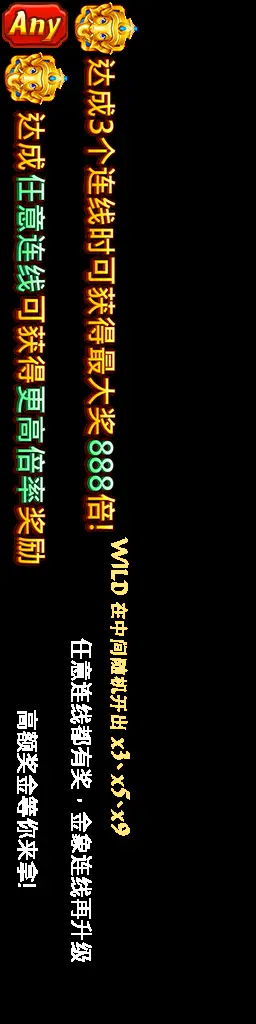 达成3个连线时可获得最大奖888倍!
Any
达成任意连线可获得更高倍率奖励
WILD 在中间随机开出 x3、x5、x9
任意连线都有奖，金象连线再升级
高额奖金等你来拿!